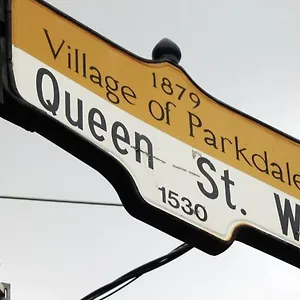 1879
Village of Parkdale
Queen St. W
1530